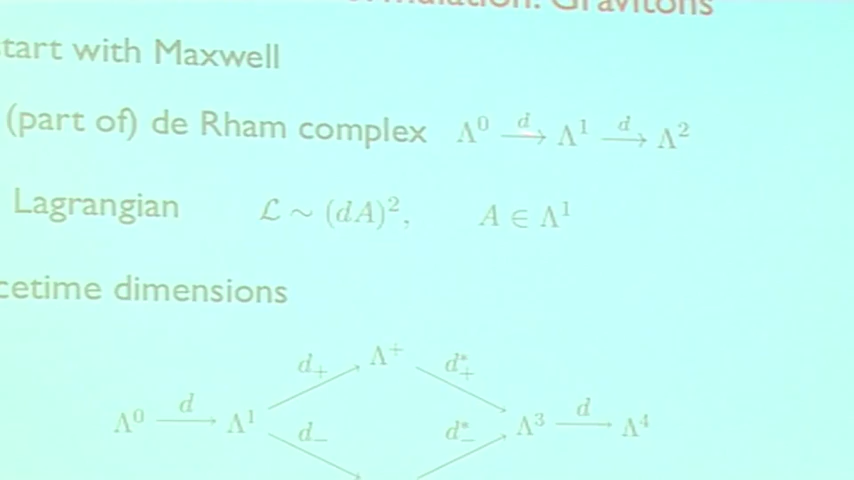 Gravitons
tart with Maxwell
(part of) de Rham complex Λ⁰ —d→ Λ¹ —d→ Λ²
Lagrangian ℒ ∼ (dA)², A ∈ Λ¹
cetime dimensions
d₊ Λ⁺ d₊*
Λ⁰ —d→ Λ¹ Λ³ —d→ Λ⁴
d₋ d₋*